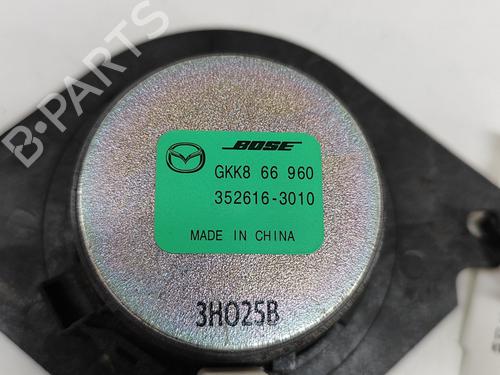 B-PARTS
BOSE
GKK8 66 960
352616-3010
MADE IN CHINA
3H025B